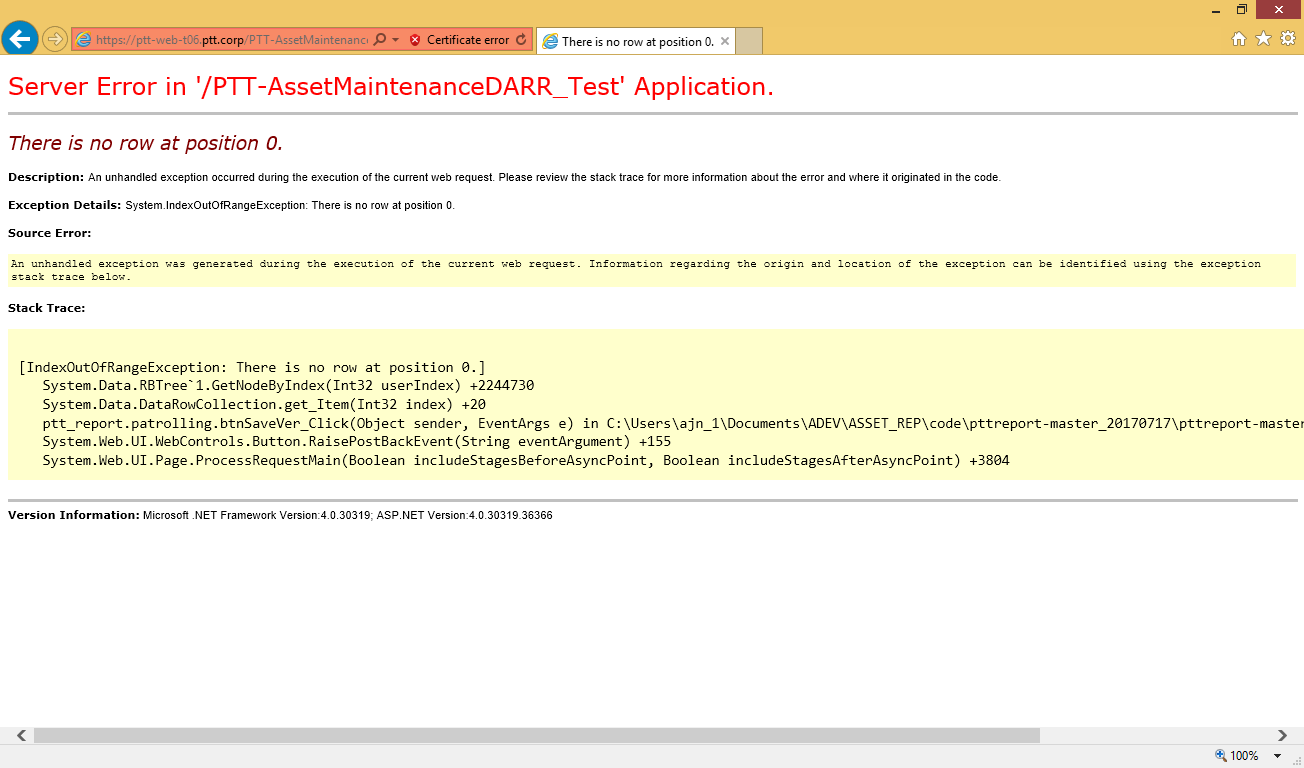 https://ptt-web-t06.ptt.corp/PTT-AssetMaintenanc Certificate error There is no row at position 0.
Server Error in '/PTT-AssetMaintenanceDARR_Test' Application.
There is no row at position 0.
Description: An unhandled exception occurred during the execution of the current web request. Please review the stack trace for more information about the error and where it originated in the code.
Exception Details: System.IndexOutOfRangeException: There is no row at position 0.
Source Error:
An unhandled exception was generated during the execution of the current web request. Information regarding the origin and location of the exception can be identified using the exception
stack trace below.
Stack Trace:
[IndexOutOfRangeException: There is no row at position 0.]
System.Data.RBTree`1.GetNodeByIndex(Int32 userIndex) +2244730
System.Data.DataRowCollection.get_Item(Int32 index) +20
ptt_report.patrolling.btnSaveVer_Click(Object sender, EventArgs e) in C:\Users\ajn_1\Documents\ADEV\ASSET_REP\code\pttreport-master_20170717\pttreport-master
System.Web.UI.WebControls.Button.RaisePostBackEvent(String eventArgument) +155
System.Web.UI.Page.ProcessRequestMain(Boolean includeStagesBeforeAsyncPoint, Boolean includeStagesAfterAsyncPoint) +3804
Version Information: Microsoft .NET Framework Version:4.0.30319; ASP.NET Version:4.0.30319.36366
100%